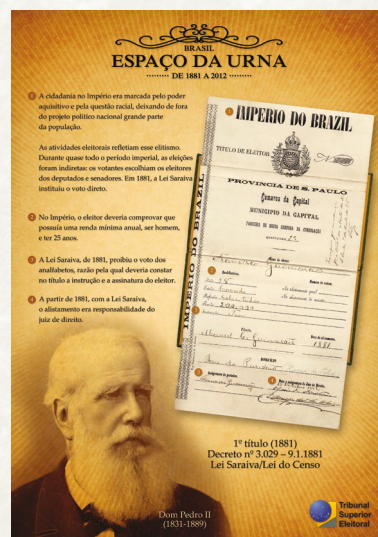 BRASIL
ESPAÇO DA URNA
DE 1881 A 2012
1 A cidadania no Império era marcada pelo poder
aquisitivo e pela questão racial, deixando de fora
do projeto político nacional grande parte
da população.
As atividades eleitorais refletiam esse elitismo.
Durante quase todo o período imperial, as eleições
foram indiretas: os votantes escolhiam os eleitores
dos deputados e senadores. Em 1881, a Lei Saraiva
instituiu o voto direto.
2 No Império, o eleitor deveria comprovar que
possuía uma renda mínima anual, ser homem,
e ter 25 anos.
3 A Lei Saraiva, de 1881, proibiu o voto dos
analfabetos, razão pela qual deveria constar
no título a instrução e a assinatura do eleitor.
4 A partir de 1881, com a Lei Saraiva,
o alistamento era responsabilidade do
juiz de direito.
1 IMPERIO DO BRAZIL
TITULO DE ELEITOR
IMPERIO DO BRAZIL
PROVINCIA DE S. PAULO
Comarca da Capital
MUNICIPIO DA CAPITAL
1881
1º título (1881)
Decreto nº 3.029 – 9.1.1881
Lei Saraiva/Lei do Censo
Dom Pedro II
(1831-1889)
Tribunal
Superior
Eleitoral